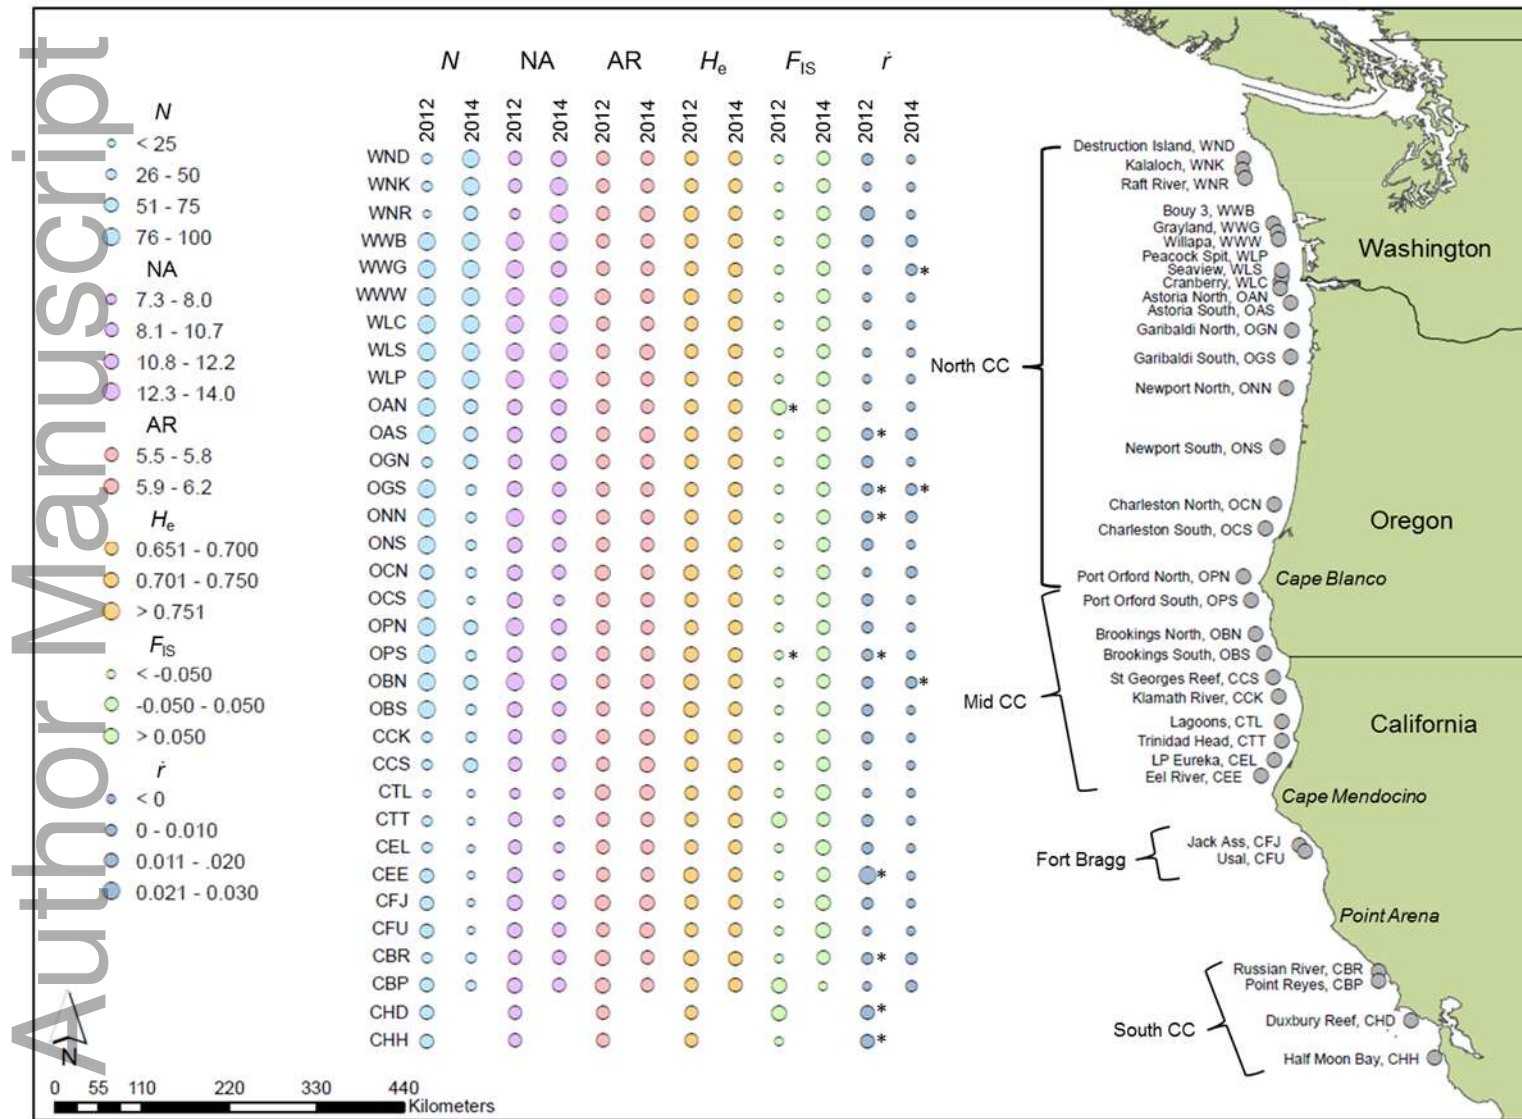 Author Manuscript
N
< 25
26 - 50
51 - 75
76 - 100
NA
7.3 - 8.0
8.1 - 10.7
10.8 - 12.2
12.3 - 14.0
AR
5.5 - 5.8
5.9 - 6.2
He
0.651 - 0.700
0.701 - 0.750
> 0.751
FIS
< -0.050
-0.050 - 0.050
> 0.050
ṙ
< 0
0 - 0.010
0.011 - .020
0.021 - 0.030
N
0 55 110 220 330 440
Kilometers
N NA AR He FIS ṙ
2012 2014 2012 2014 2012 2014 2012 2014 2012 2014 2012 2014
WND
WNK
WNR
WWB
WWG *
WWW
WLC
WLS
WLP
OAN *
OAS *
OGN
OGS * *
ONN *
ONS
OCN
OCS
OPN
OPS * *
OBN *
OBS
CCK
CCS
CTL
CTT
CEL
CEE *
CFJ
CFU
CBR *
CBP
CHD *
CHH *
North CC
Mid CC
Fort Bragg
South CC
Destruction Island, WND
Kalaloch, WNK
Raft River, WNR
Bouy 3, WWB
Grayland, WWG
Willapa, WWW
Peacock Spit, WLP
Seaview, WLS
Cranberry, WLC
Astoria North, OAN
Astoria South, OAS
Garibaldi North, OGN
Garibaldi South, OGS
Newport North, ONN
Newport South, ONS
Charleston North, OCN
Charleston South, OCS
Port Orford North, OPN
Port Orford South, OPS
Brookings North, OBN
Brookings South, OBS
St Georges Reef, CCS
Klamath River, CCK
Lagoons, CTL
Trinidad Head, CTT
LP Eureka, CEL
Eel River, CEE
Jack Ass, CFJ
Usal, CFU
Russian River, CBR
Point Reyes, CBP
Duxbury Reef, CHD
Half Moon Bay, CHH
Washington
Oregon
Cape Blanco
California
Cape Mendocino
Point Arena